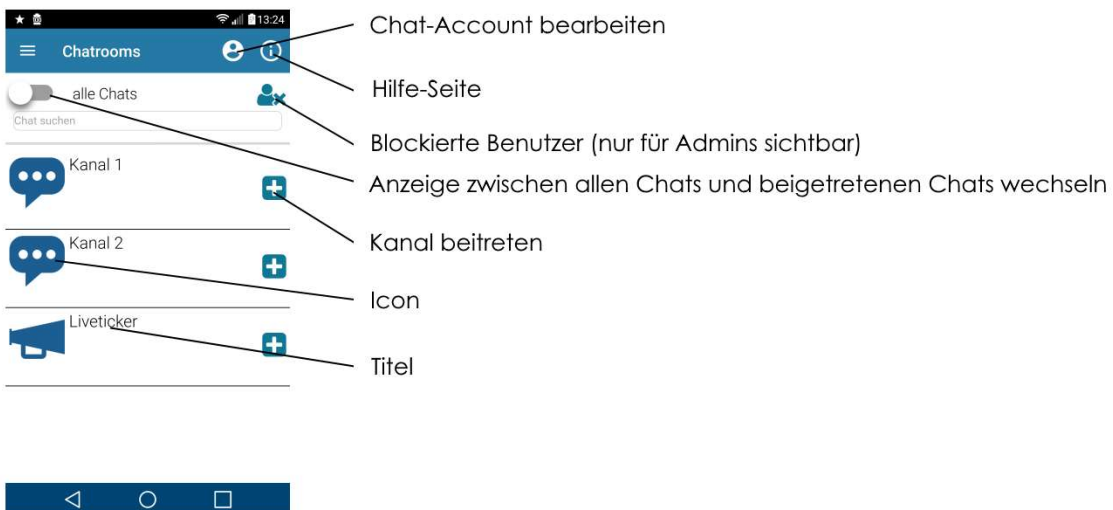 13:24
Chatrooms
alle Chats
Chat suchen
Kanal 1
Kanal 2
Liveticker
Chat-Account bearbeiten
Hilfe-Seite
Blockierte Benutzer (nur für Admins sichtbar)
Anzeige zwischen allen Chats und beigetretenen Chats wechseln
Kanal beitreten
Icon
Titel